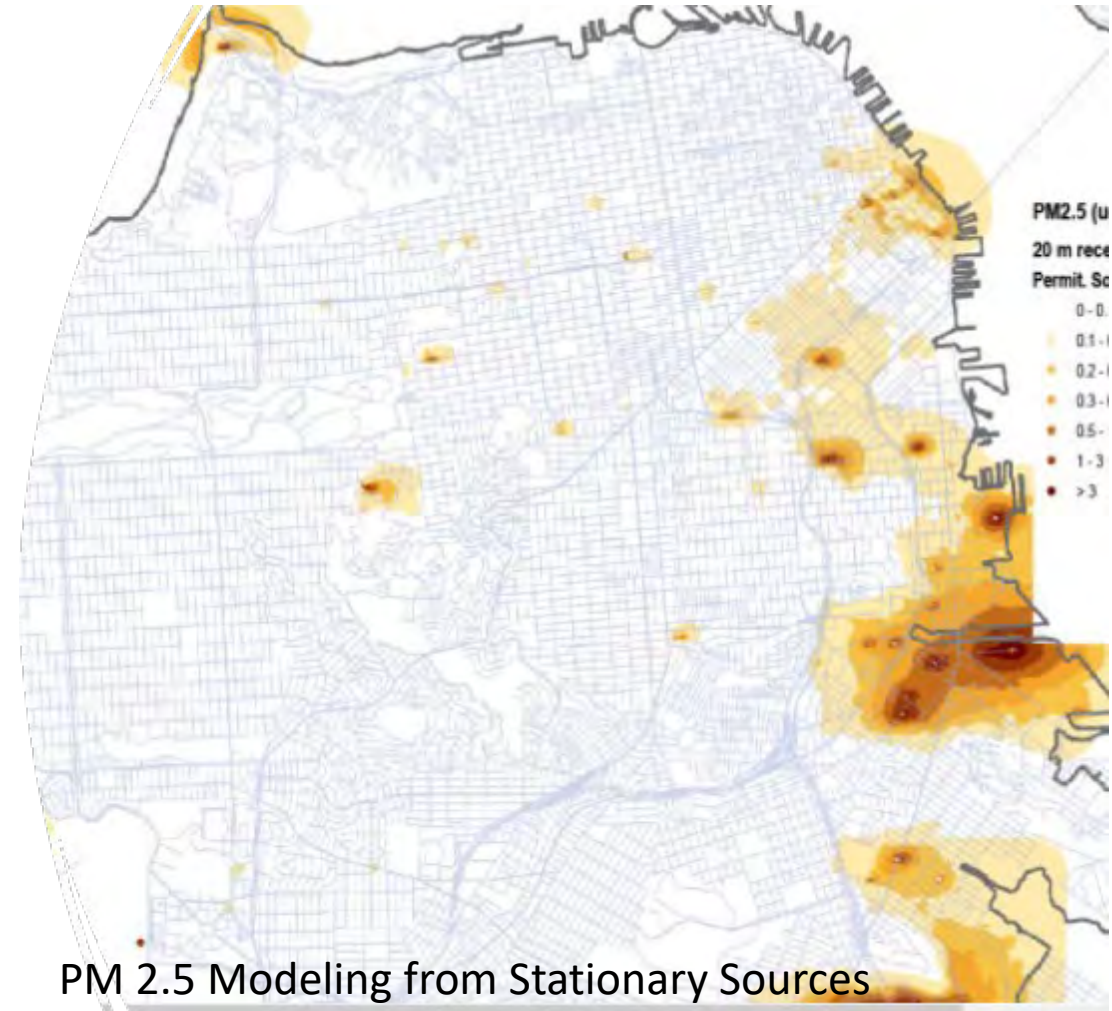 PM2.5 (u
20 m rece
Permit. So
0 - 0.
0.1 - 
0.2 - 
0.3 - 
0.5 -
1 - 3
> 3
PM 2.5 Modeling from Stationary Sources